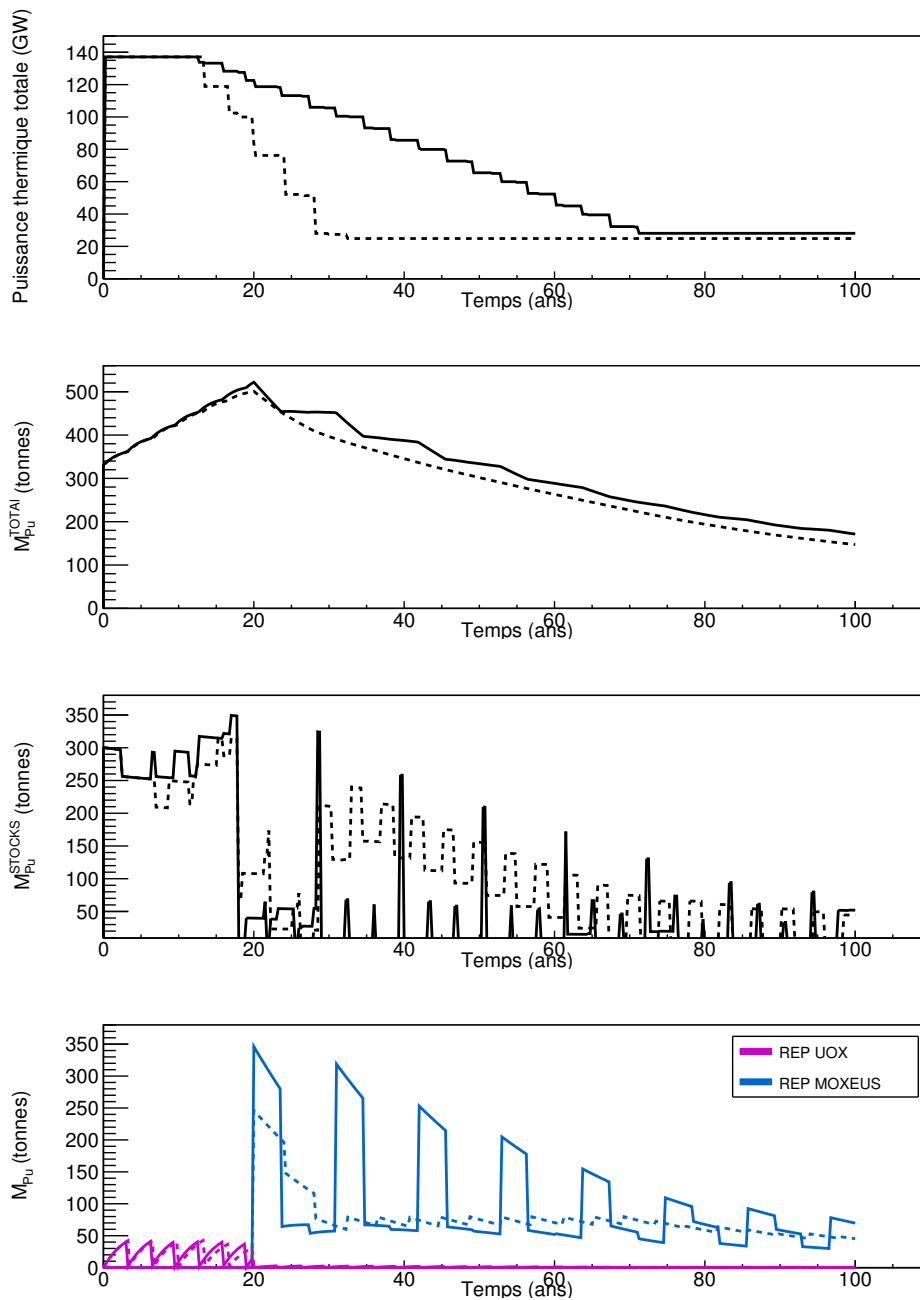 Puissance thermique totale (GW)
140
120
100
80
60
40
20
0
0 20 40 60 80 100
Temps (ans)
M_Pu^TOTAL (tonnes)
500
400
300
200
100
0
0 20 40 60 80 100
Temps (ans)
M_Pu^STOCKS (tonnes)
350
300
250
200
150
100
50
0 20 40 60 80 100
Temps (ans)
M_Pu (tonnes)
350
300
250
200
150
100
50
0
REP UOX
REP MOXEUS
0 20 40 60 80 100
Temps (ans)